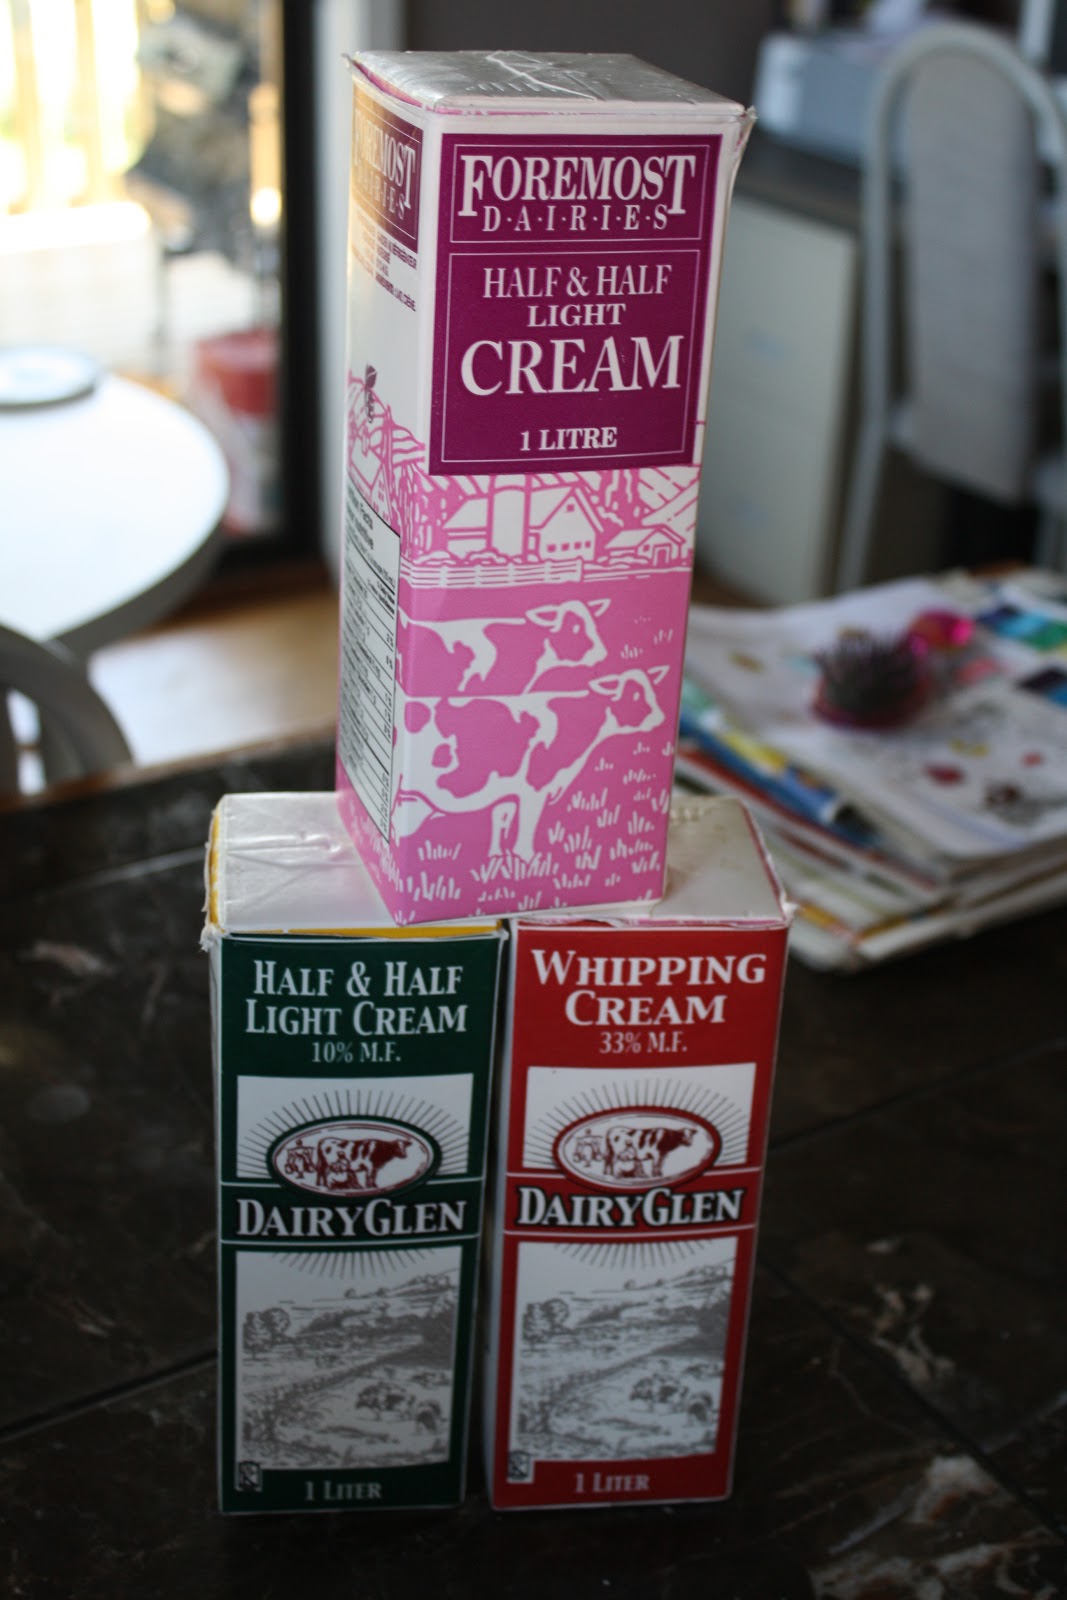 FOREMOST
D·A·I·R·I·E·S
HALF & HALF
LIGHT
CREAM
1 LITRE
FOREMOST
HALF & HALF
LIGHT CREAM
10% M.F.
DAIRYGLEN
1 LITER
WHIPPING
CREAM
33% M.F.
DAIRYGLEN
1 LITER